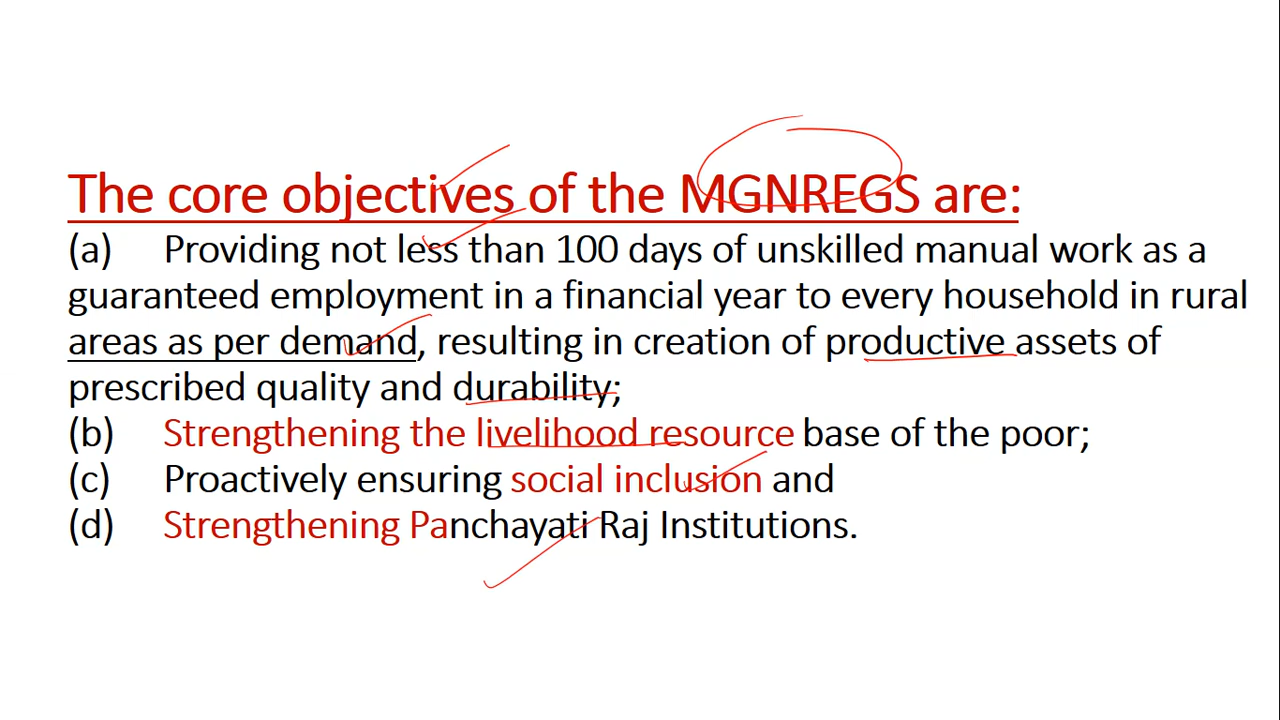 The core objectives of the MGNREGS are:
(a) Providing not less than 100 days of unskilled manual work as a
guaranteed employment in a financial year to every household in rural
areas as per demand, resulting in creation of productive assets of
prescribed quality and durability;
(b) Strengthening the livelihood resource base of the poor;
(c) Proactively ensuring social inclusion and
(d) Strengthening Panchayati Raj Institutions.